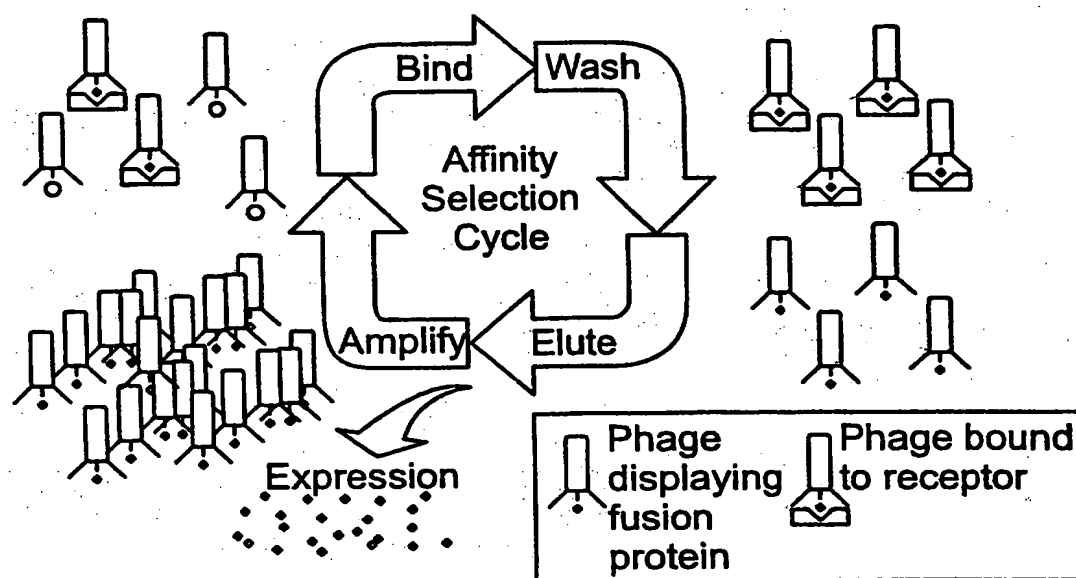 Bind
Wash
Affinity
Selection
Cycle
Amplify
Elute
Expression
Phage
displaying
fusion
protein
Phage bound
to receptor